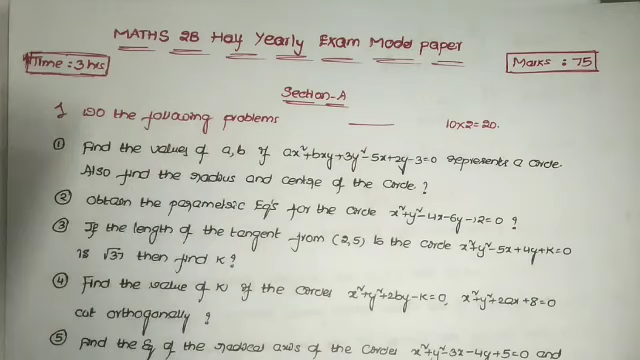 MATHS 2B Half Yearly Exam Model paper
Time : 3 hrs
Marks : 75
Section-A
I Do the following problems 10x2=20.
① Find the values of a, b if ax²+bxy+3y²-5x+2y-3=0 represents a circle.
Also find the radius and centre of the circle ?
② Obtain the parametric Eq's for the circle x²+y²-4x-6y-12=0 ?
③ If the length of the tangent from (2,5) to the circle x²+y²-5x+4y+k=0
is √37 then find k ?
④ Find the value of k if the circles x²+y²+2by-k=0, x²+y²+2ax+8=0
cut orthogonally ?
⑤ Find the Eq of the radical axis of the circles x²+y²-3x-4y+5=0 and